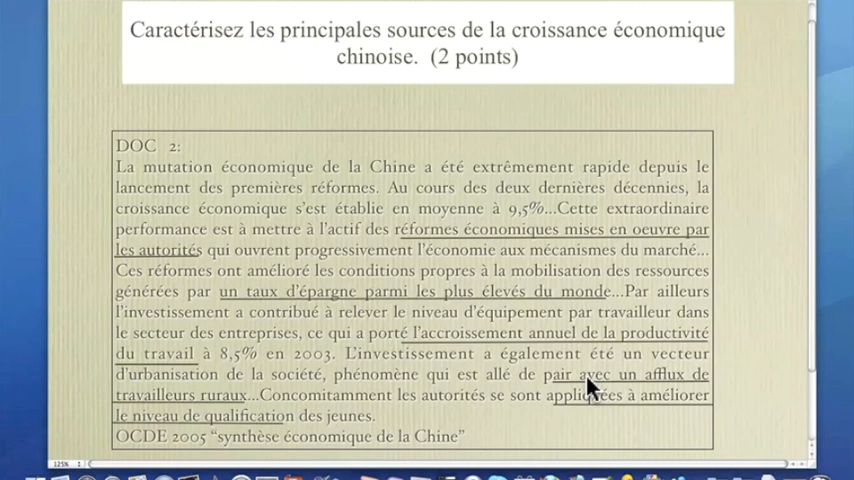 Caractérisez les principales sources de la croissance économique
chinoise. (2 points)
DOC 2:
La mutation économique de la Chine a été extrêmement rapide depuis le
lancement des premières réformes. Au cours des deux dernières décennies, la
croissance économique s'est établie en moyenne à 9,5%...Cette extraordinaire
performance est à mettre à l'actif des réformes économiques mises en oeuvre par
les autorités qui ouvrent progressivement l'économie aux mécanismes du marché...
Ces réformes ont amélioré les conditions propres à la mobilisation des ressources
générées par un taux d'épargne parmi les plus élevés du monde...Par ailleurs
l'investissement a contribué à relever le niveau d'équipement par travailleur dans
le secteur des entreprises, ce qui a porté l'accroissement annuel de la productivité
du travail à 8,5% en 2003. L'investissement a également été un vecteur
d'urbanisation de la société, phénomène qui est allé de pair avec un afflux de
travailleurs ruraux...Concomitamment les autorités se sont appliquées à améliorer
le niveau de qualification des jeunes.
OCDE 2005 "synthèse économique de la Chine"
125%